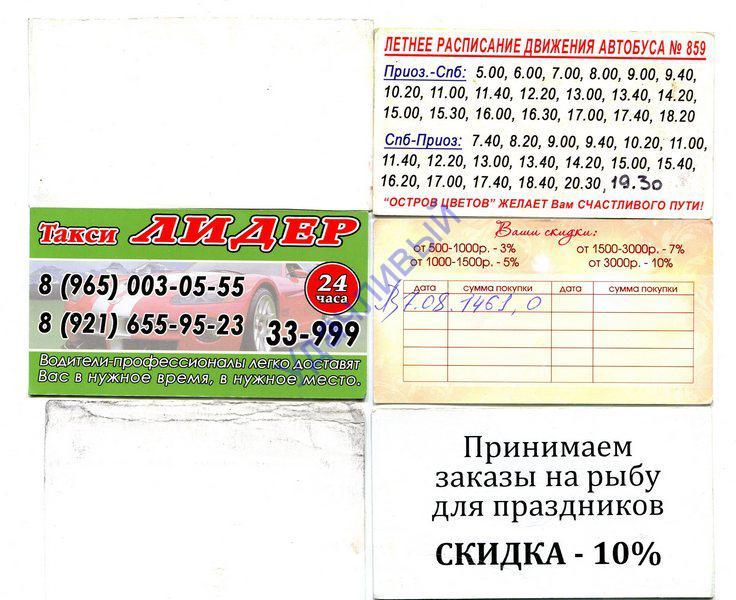 ЛЕТНЕЕ РАСПИСАНИЕ ДВИЖЕНИЯ АВТОБУСА № 859
Приоз.-Спб: 5.00, 6.00, 7.00, 8.00, 9.00, 9.40,
10.20, 11.00, 11.40, 12.20, 13.00, 13.40, 14.20,
15.00, 15.30, 16.00, 16.30, 17.00, 17.40, 18.20
Спб-Приоз: 7.40, 8.20, 9.00, 9.40, 10.20, 11.00,
11.40, 12.20, 13.00, 13.40, 14.20, 15.00, 15.40,
16.20, 17.00, 17.40, 18.40, 20.30, 19.30
"ОСТРОВ ЦВЕТОВ" ЖЕЛАЕТ Вам СЧАСТЛИВОГО ПУТИ!
Такси ЛИДЕР
8 (965) 003-05-55
24 часа
8 (921) 655-95-23 33-999
Водители-профессионалы легко доставят
Вас в нужное время, в нужное место.
Ваши скидки:
от 500-1000р. - 3% от 1500-3000р. - 7%
от 1000-1500р. - 5% от 3000р. - 10%
дата сумма покупки дата сумма покупки
17.08. 1461, 0
Принимаем
заказы на рыбу
для праздников
СКИДКА - 10%